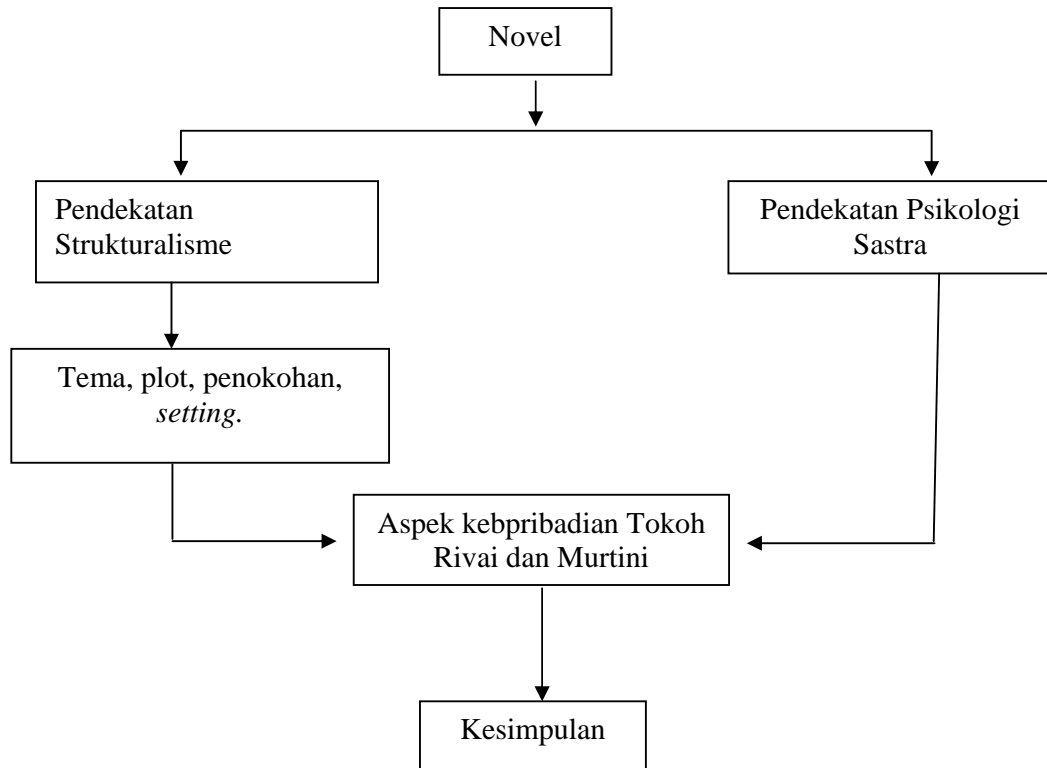 Novel
Pendekatan
Strukturalisme
Pendekatan Psikologi
Sastra
Tema, plot, penokohan,
setting.
Aspek kebpribadian Tokoh
Rivai dan Murtini
Kesimpulan